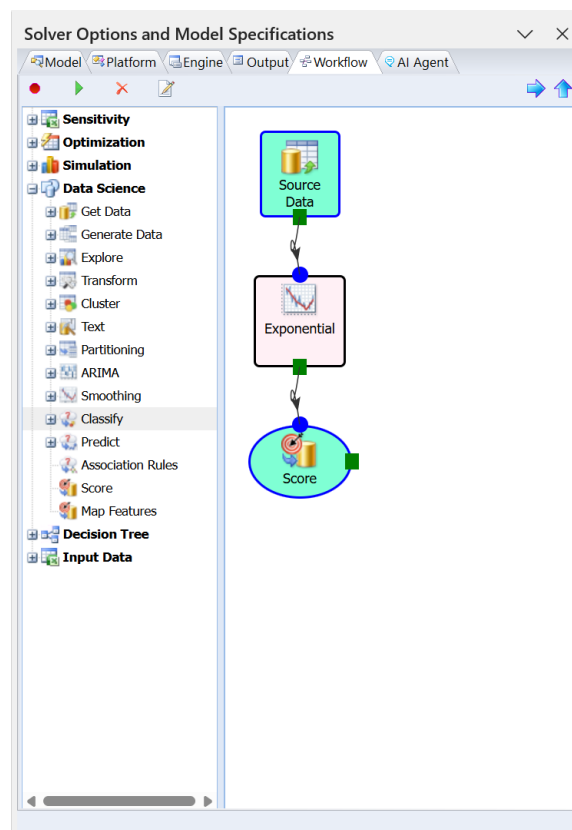 Solver Options and Model Specifications
Model Platform Engine Output Workflow AI Agent
Sensitivity
Optimization
Simulation
Data Science
Get Data
Generate Data
Explore
Transform
Cluster
Text
Partitioning
ARIMA
Smoothing
Classify
Predict
Association Rules
Score
Map Features
Decision Tree
Input Data
Source
Data
Exponential
Score